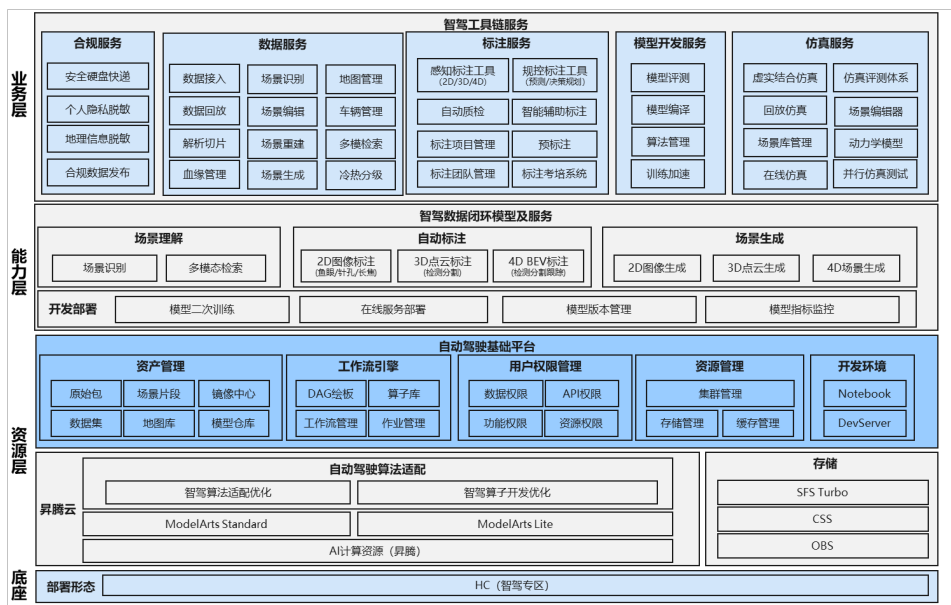 业务层
智驾工具链服务
合规服务
安全硬盘快递
个人隐私脱敏
地理信息脱敏
合规数据发布
数据服务
数据接入
场景识别
地图管理
数据回放
场景编辑
车辆管理
解析切片
场景重建
多模检索
血缘管理
场景生成
冷热分级
标注服务
感知标注工具
(2D/3D/4D)
规控标注工具
(预测/决策规划)
自动质检
智能辅助标注
标注项目管理
预标注
标注团队管理
标注考培系统
模型开发服务
模型评测
模型编译
算法管理
训练加速
仿真服务
虚实结合仿真
仿真评测体系
回放仿真
场景编辑器
场景库管理
动力学模型
在线仿真
并行仿真测试
能力层
智驾数据闭环模型及服务
场景理解
场景识别
多模态检索
自动标注
2D图像标注
(鱼眼/针孔/长焦)
3D点云标注
(检测分割)
4D BEV标注
(检测分割跟踪)
场景生成
2D图像生成
3D点云生成
4D场景生成
开发部署
模型二次训练
在线服务部署
模型版本管理
模型指标监控
资源层
自动驾驶基础平台
资产管理
原始包
场景片段
镜像中心
数据集
地图库
模型仓库
工作流引擎
DAG绘板
算子库
工作流管理
作业管理
用户权限管理
数据权限
API权限
功能权限
资源权限
资源管理
集群管理
存储管理
缓存管理
开发环境
Notebook
DevServer
昇腾云
自动驾驶算法适配
智驾算法适配优化
智驾算子开发优化
ModelArts Standard
ModelArts Lite
AI计算资源（昇腾）
存储
SFS Turbo
CSS
OBS
底座
部署形态
HC（智驾专区）